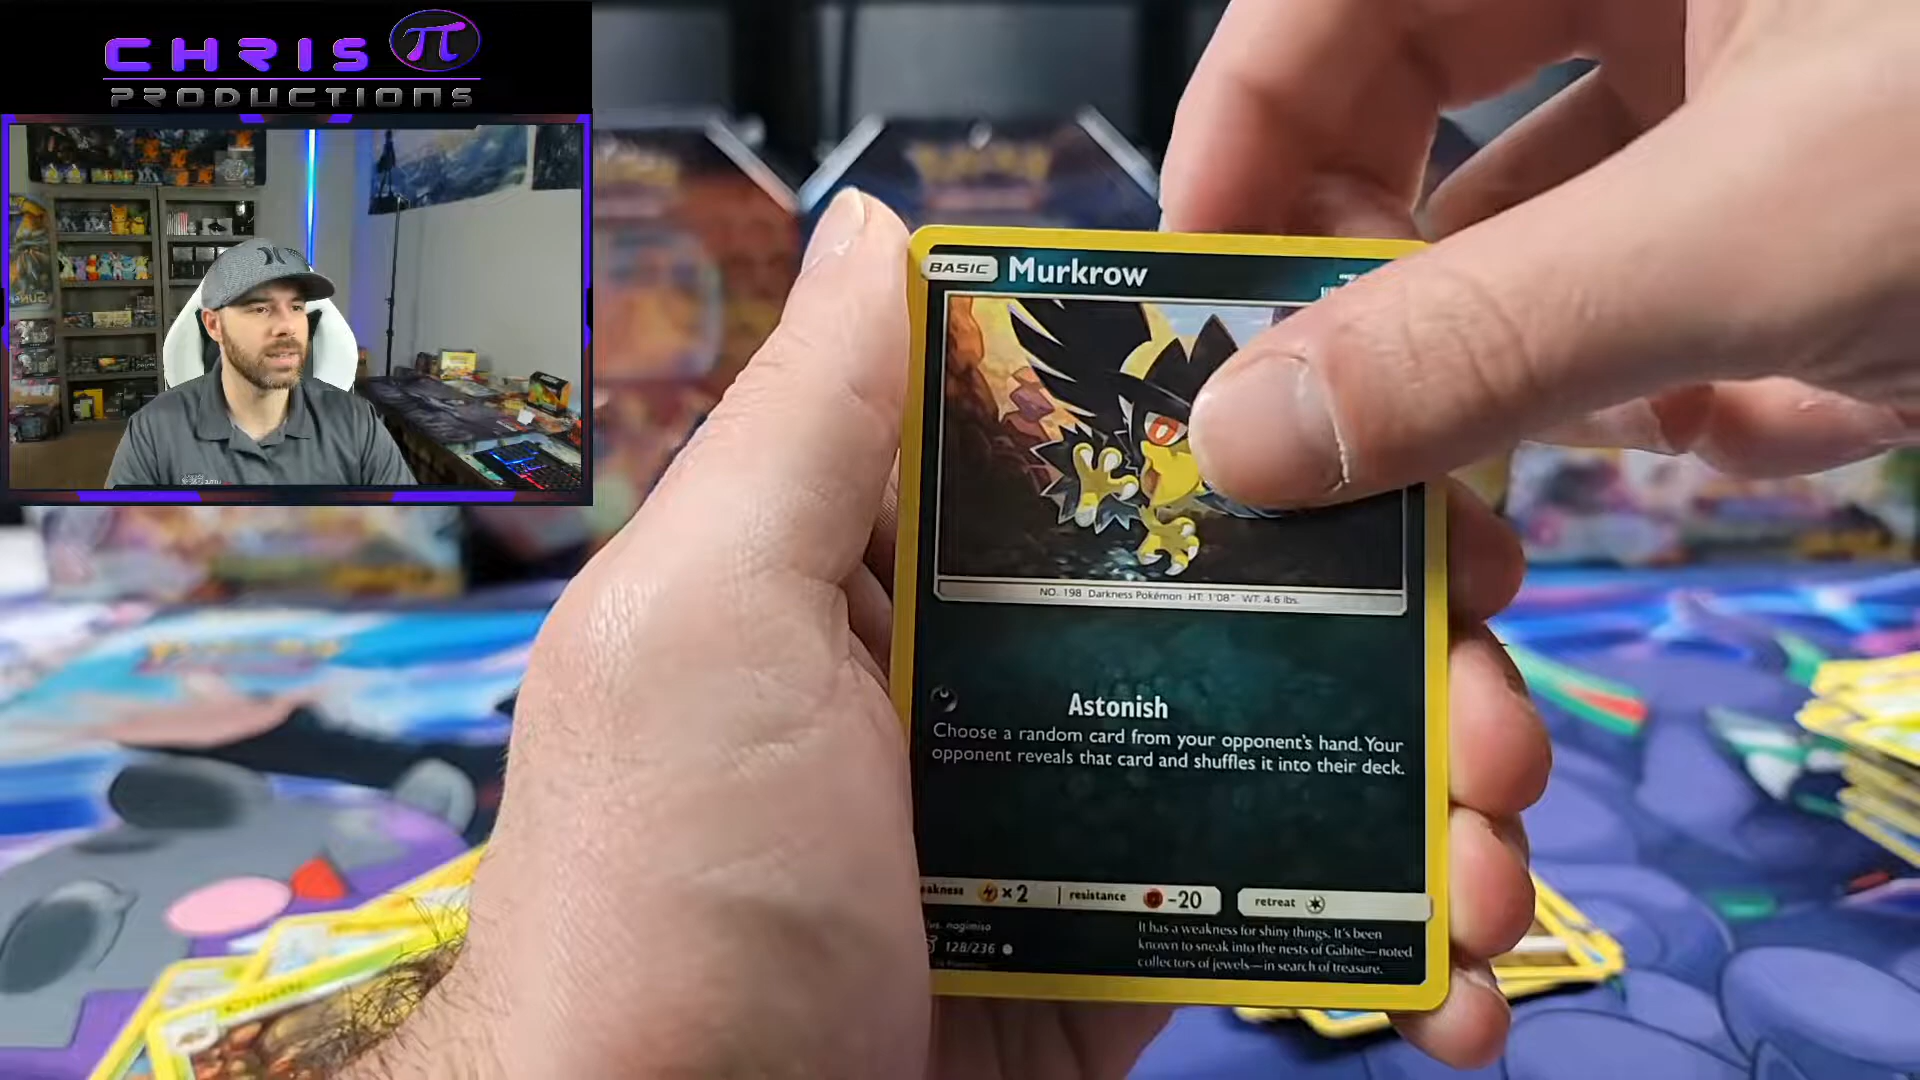 CHRIS π
PRODUCTIONS
BASIC Murkrow
NO. 198 Darkness Pokémon HT: 1'08" WT: 4.6 lbs.
Astonish
Choose a random card from your opponent's hand. Your
opponent reveals that card and shuffles it into their deck.
×2 resistance -20 retreat
nagimiso
128/236
It has a weakness for shiny things. It's been
known to sneak into the nests of Gabite—noted
collectors of jewels—in search of treasure.